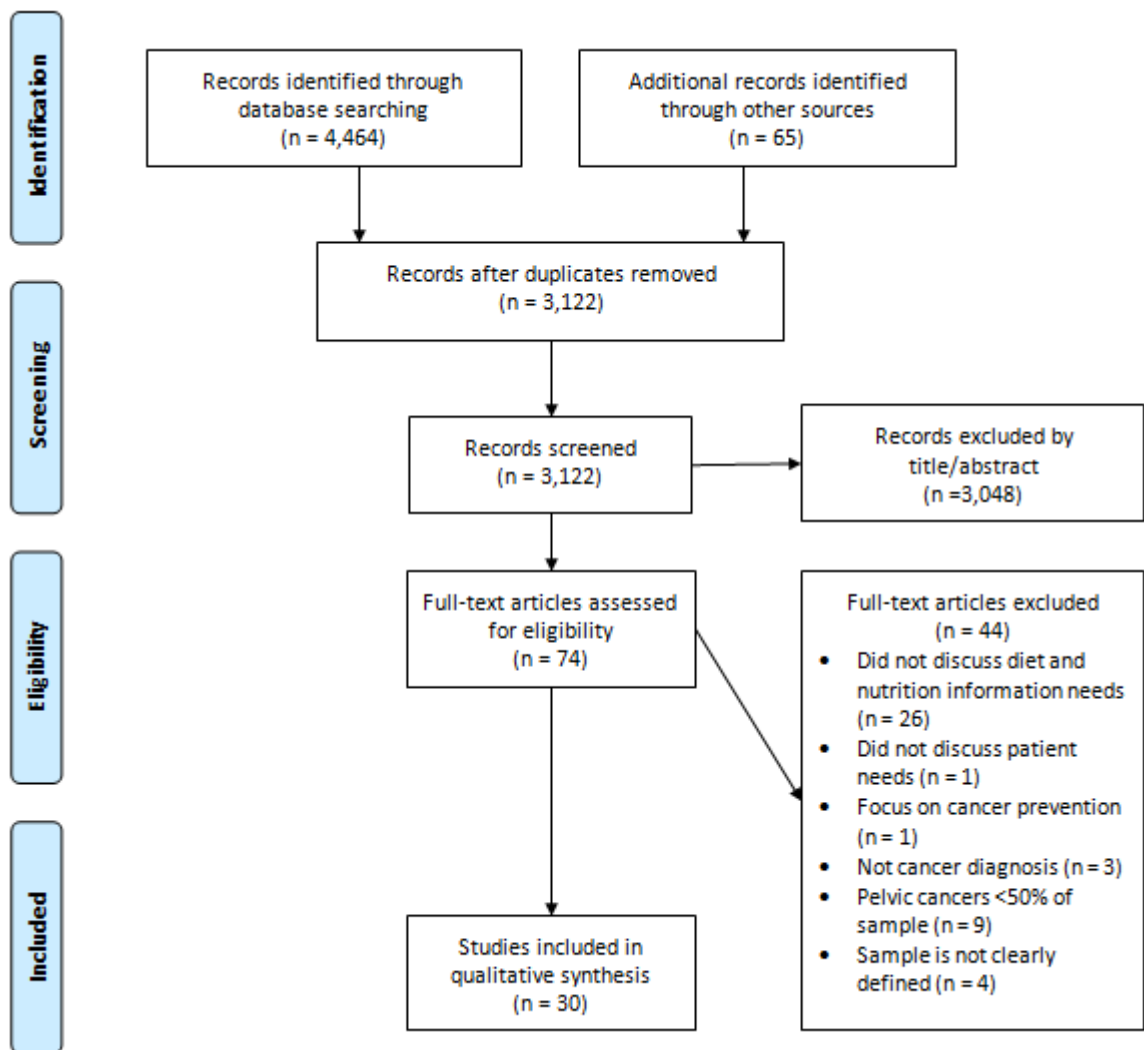 Identification
Records identified through
database searching
(n = 4,464)
Additional records identified
through other sources
(n = 65)
Records after duplicates removed
(n = 3,122)
Screening
Records screened
(n = 3,122)
Records excluded by
title/abstract
(n =3,048)
Eligibility
Full-text articles assessed
for eligibility
(n = 74)
Full-text articles excluded
(n = 44)
• Did not discuss diet and
nutrition information needs
(n = 26)
• Did not discuss patient
needs (n = 1)
• Focus on cancer prevention
(n = 1)
• Not cancer diagnosis (n = 3)
• Pelvic cancers <50% of
sample (n = 9)
• Sample is not clearly
defined (n = 4)
Included
Studies included in
qualitative synthesis
(n = 30)